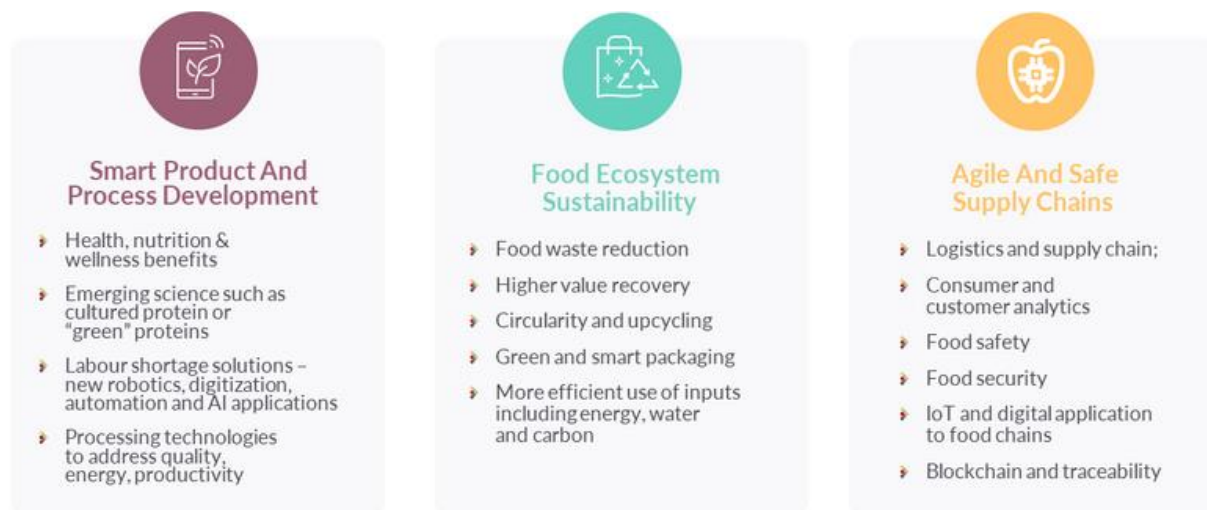 Smart Product And
Process Development
Health, nutrition &
wellness benefits
Emerging science such as
cultured protein or
“green” proteins
Labour shortage solutions –
new robotics, digitization,
automation and AI applications
Processing technologies
to address quality,
energy, productivity
Food Ecosystem
Sustainability
Food waste reduction
Higher value recovery
Circularity and upcycling
Green and smart packaging
More efficient use of inputs
including energy, water
and carbon
Agile And Safe
Supply Chains
Logistics and supply chain;
Consumer and
customer analytics
Food safety
Food security
IoT and digital application
to food chains
Blockchain and traceability